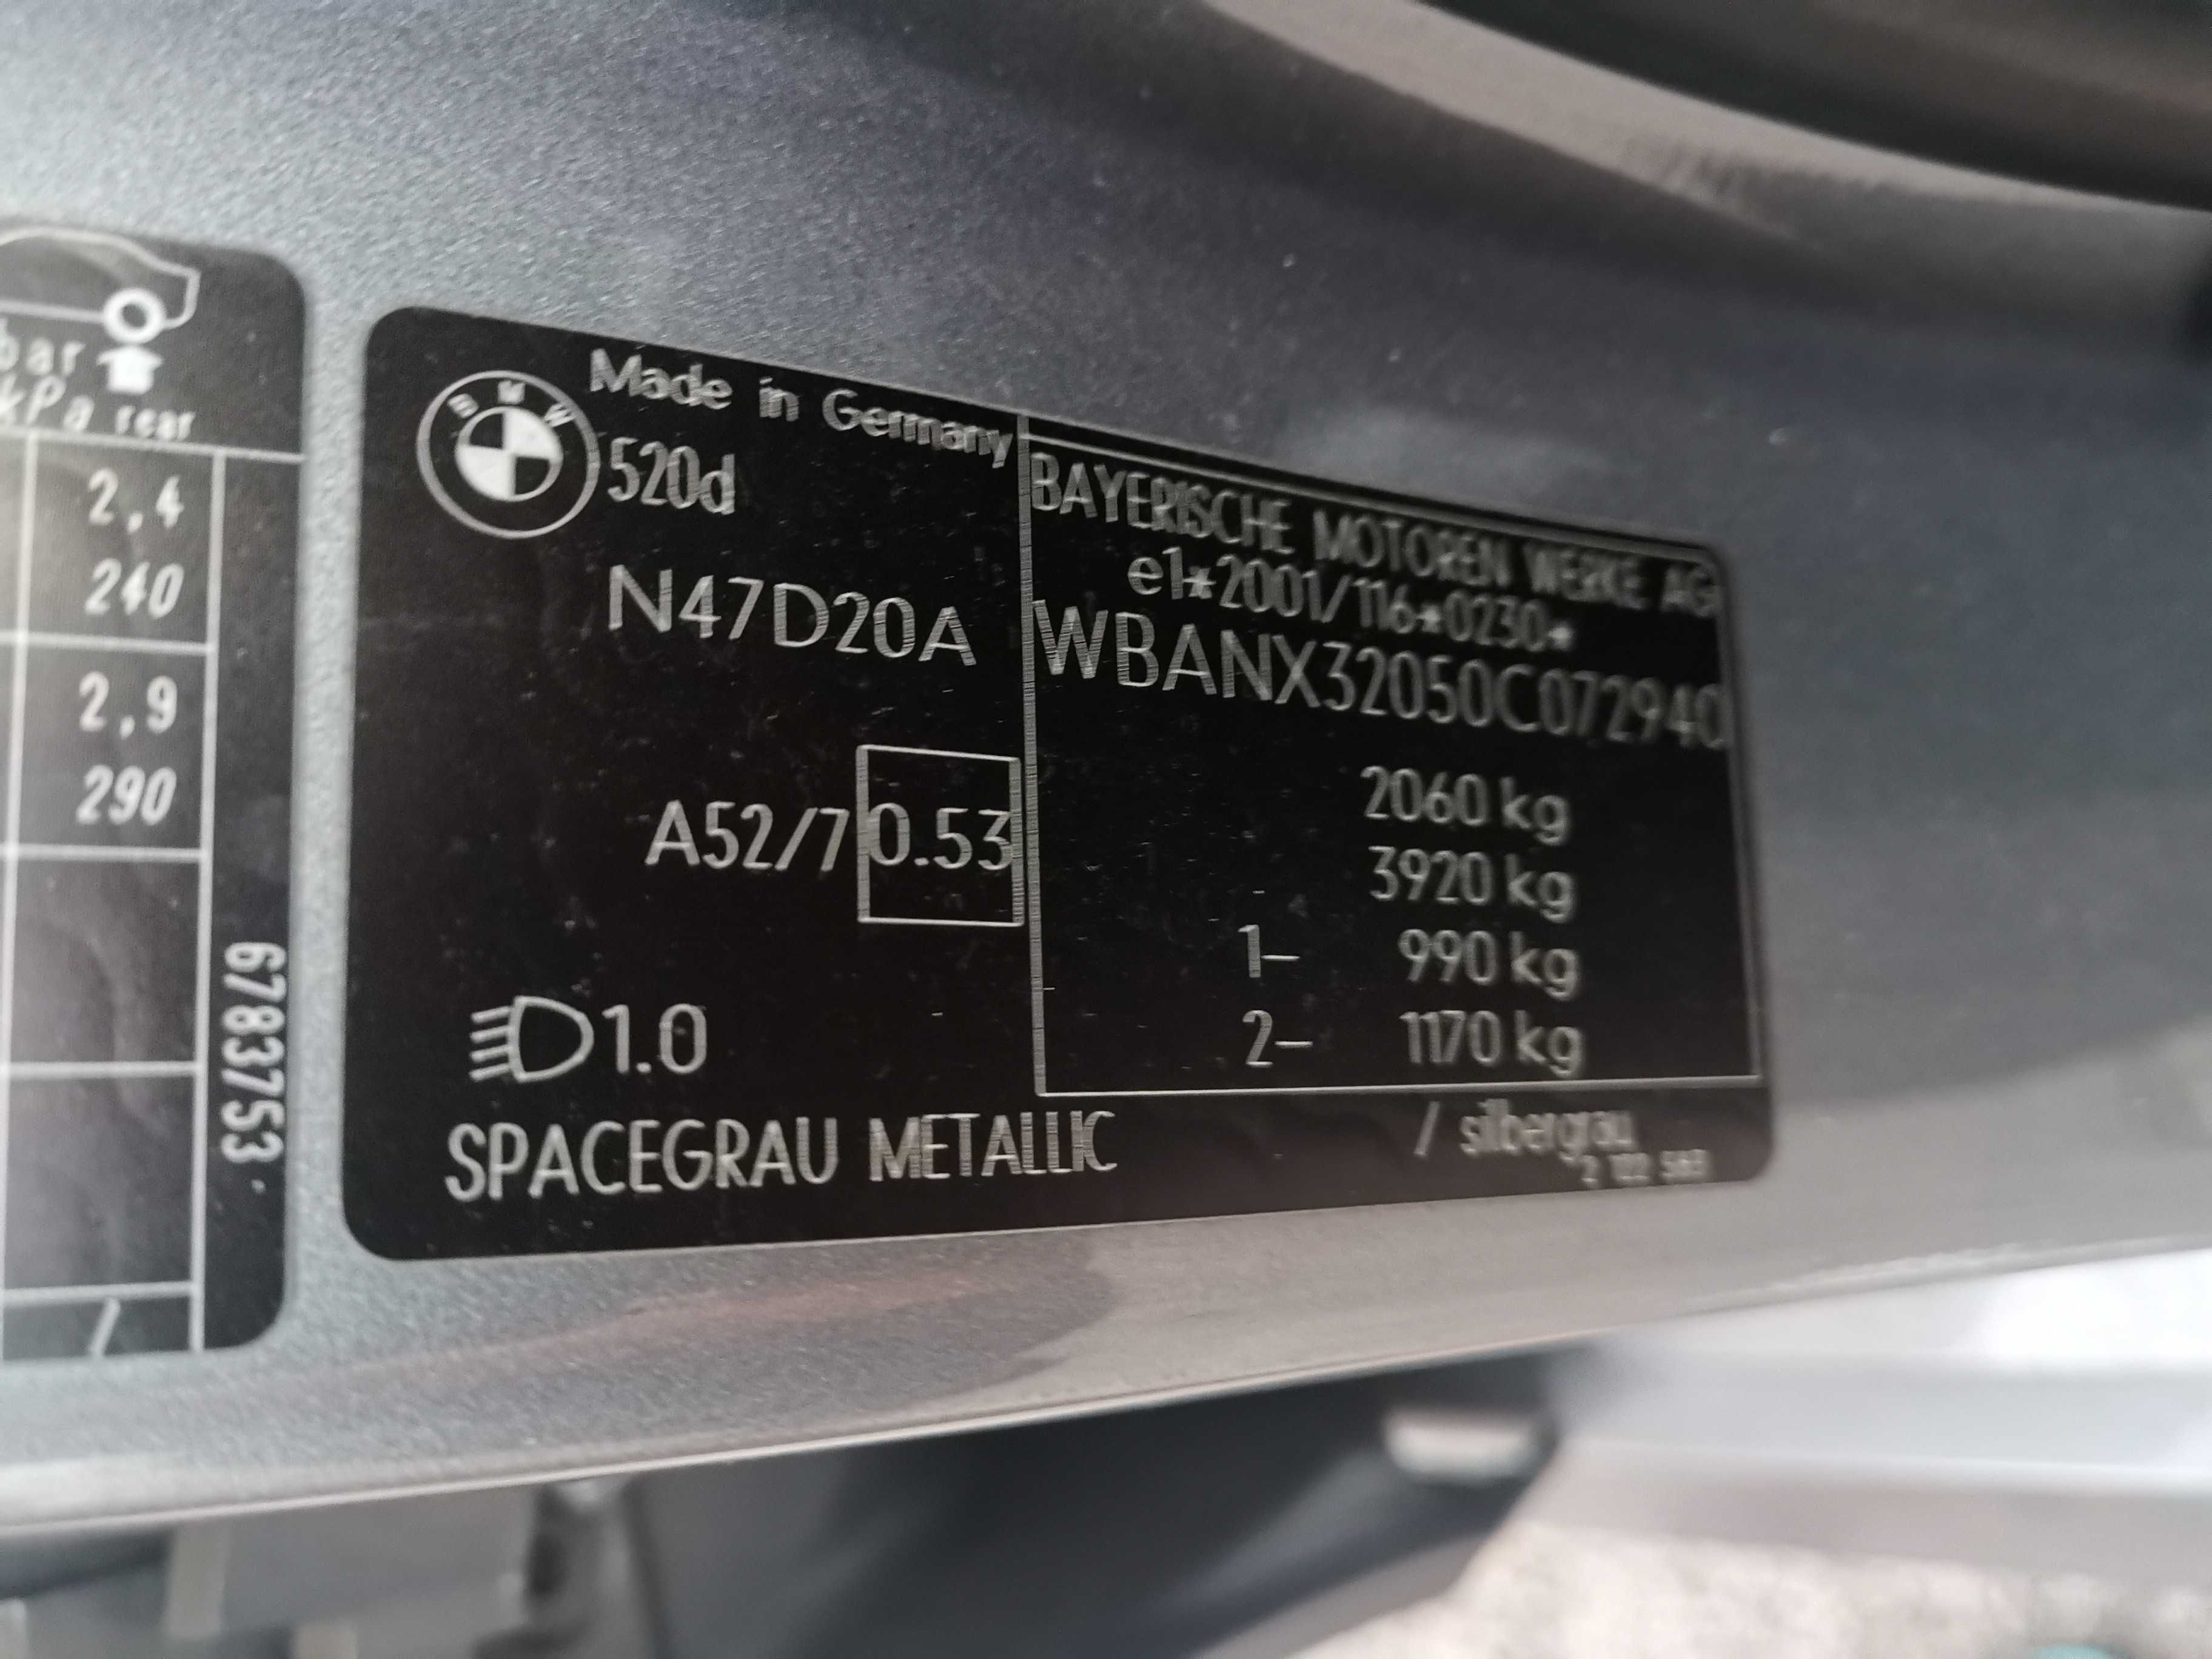 bar
kPa rear
2,4
240
2,9
290
6783753
BMW
Made in Germany
520d
N47D20A
A52/7 0.53
1.0
SPACEGRAU METALLIC
BAYERISCHE MOTOREN WERKE AG
e1*2001/116*0230*
WBANX32050C072940
2060 kg
3920 kg
1- 990 kg
2- 1170 kg
/ silbergrau